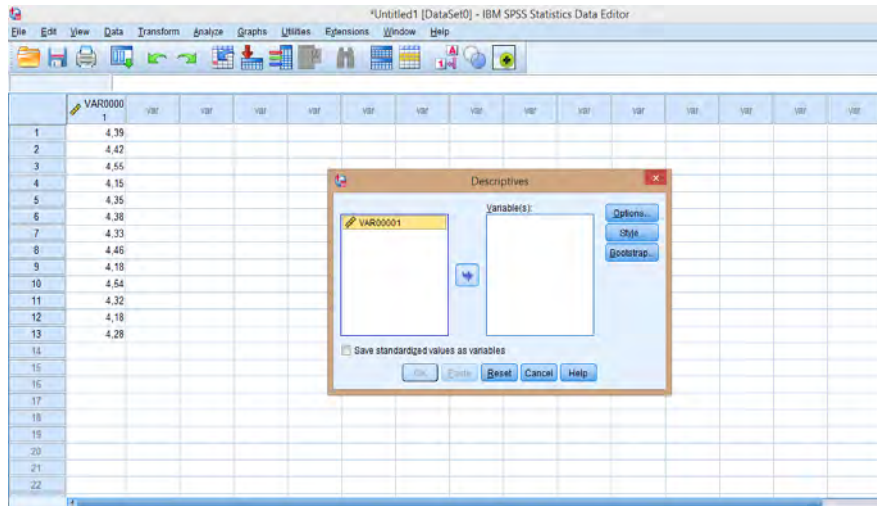 *Untitled1 [DataSet0] - IBM SPSS Statistics Data Editor
File Edit View Data Transform Analyze Graphs Utilities Extensions Window Help
VAR0000 var var var var var var var var var var var var var
1
1 4,39
2 4,42
3 4,55
4 4,15
5 4,35
6 4,38
7 4,33
8 4,46
9 4,18
10 4,54
11 4,32
12 4,18
13 4,28
14
15
16
17
18
19
20
21
22
Descriptives
Variable(s):
VAR00001
Options...
Style...
Bootstrap...
Save standardized values as variables
OK Paste Reset Cancel Help